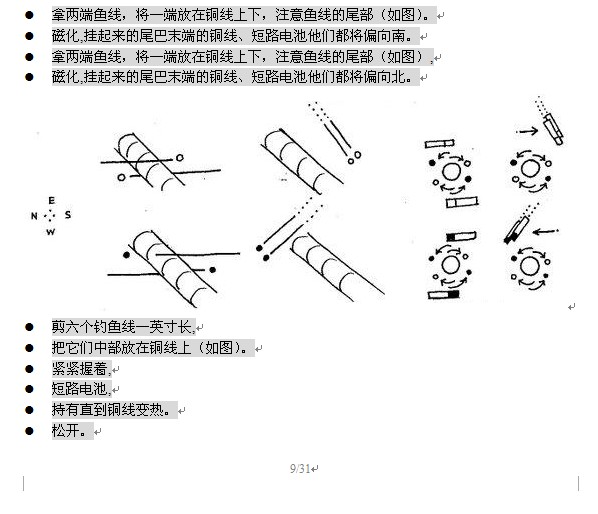 ● 拿两端鱼线，将一端放在铜线上下，注意鱼线的尾部（如图）。
● 磁化,挂起来的尾巴末端的铜线、短路电池他们都将偏向南。
● 拿两端鱼线，将一端放在铜线上下，注意鱼线的尾部（如图）,
● 磁化,挂起来的尾巴末端的铜线、短路电池他们都将偏向北。
E
N S
W
● 剪六个钓鱼线一英寸长,
● 把它们中部放在铜线上（如图）。
● 紧紧握着,
● 短路电池,
● 持有直到铜线变热。
● 松开。
9/31